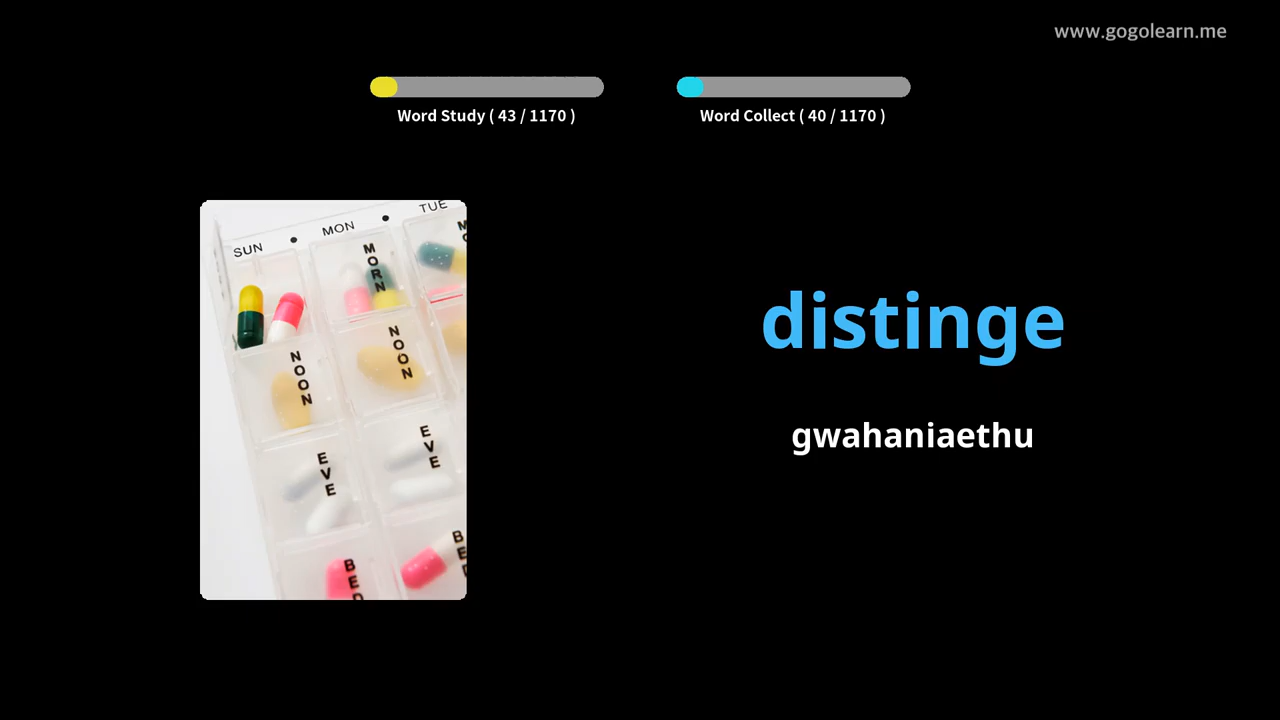 www.gogolearn.me
Word Study ( 43 / 1170 )
Word Collect ( 40 / 1170 )
SUN • MON • TUE
MORN
NOON
NOON
EVE
EVE
BED
distinge
gwahaniaethu